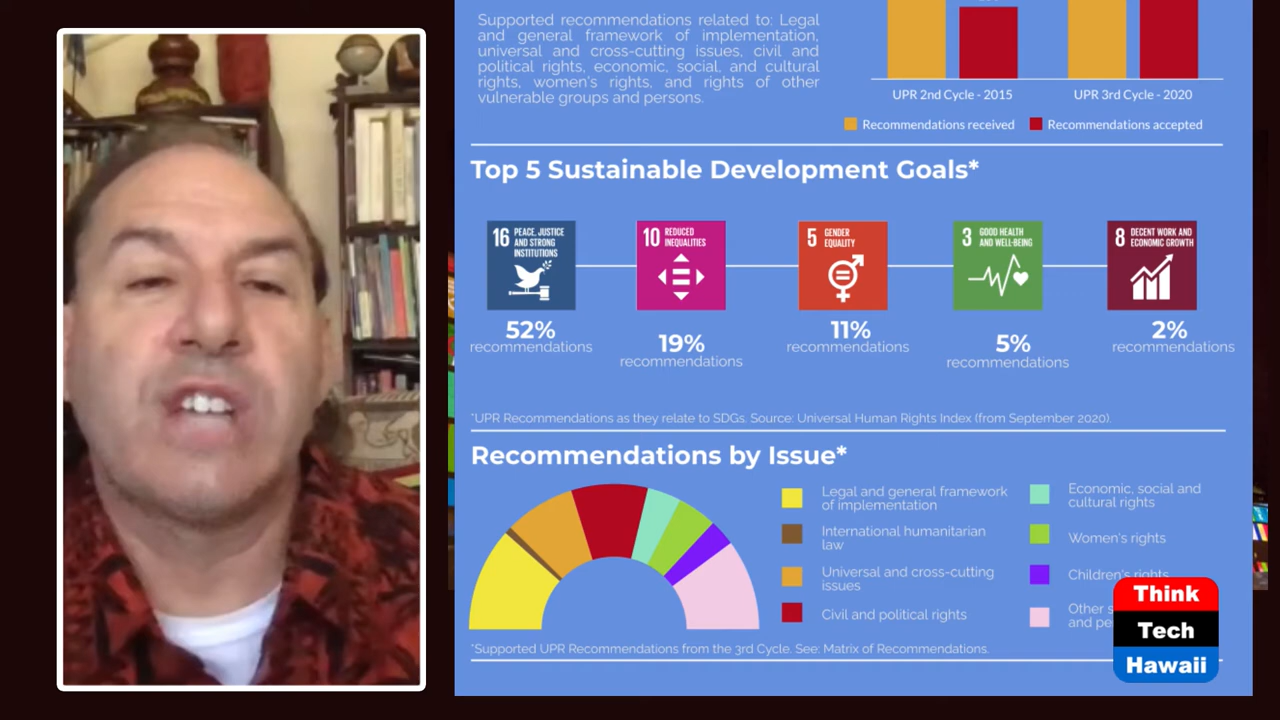 Supported recommendations related to: Legal
and general framework of implementation,
universal and cross-cutting issues, civil and
political rights, economic, social, and cultural
rights, women's rights, and rights of other
vulnerable groups and persons.
UPR 2nd Cycle - 2015
UPR 3rd Cycle - 2020
Recommendations received
Recommendations accepted
Top 5 Sustainable Development Goals*
16 PEACE, JUSTICE
AND STRONG
INSTITUTIONS
10 REDUCED
INEQUALITIES
5 GENDER
EQUALITY
3 GOOD HEALTH
AND WELL-BEING
8 DECENT WORK AND
ECONOMIC GROWTH
52%
recommendations
19%
recommendations
11%
recommendations
5%
recommendations
2%
recommendations
*UPR Recommendations as they relate to SDGs. Source: Universal Human Rights Index (from September 2020).
Recommendations by Issue*
Legal and general framework
of implementation
International humanitarian
law
Universal and cross-cutting
issues
Civil and political rights
Economic, social and
cultural rights
Women's rights
Children's rights
Other
and
*Supported UPR Recommendations from the 3rd Cycle. See: Matrix of Recommendations.
Think
Tech
Hawaii